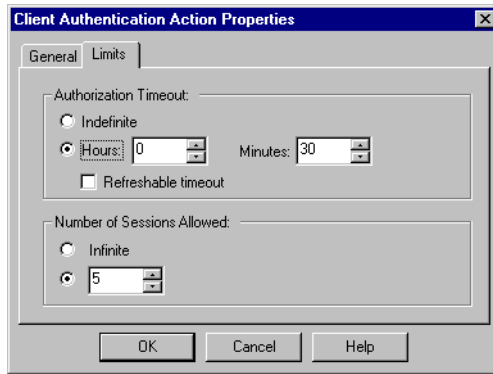 Client Authentication Action Properties
General Limits
Authorization Timeout:
Indefinite
Hours: 0 Minutes: 30
Refreshable timeout
Number of Sessions Allowed:
Infinite
5
OK Cancel Help